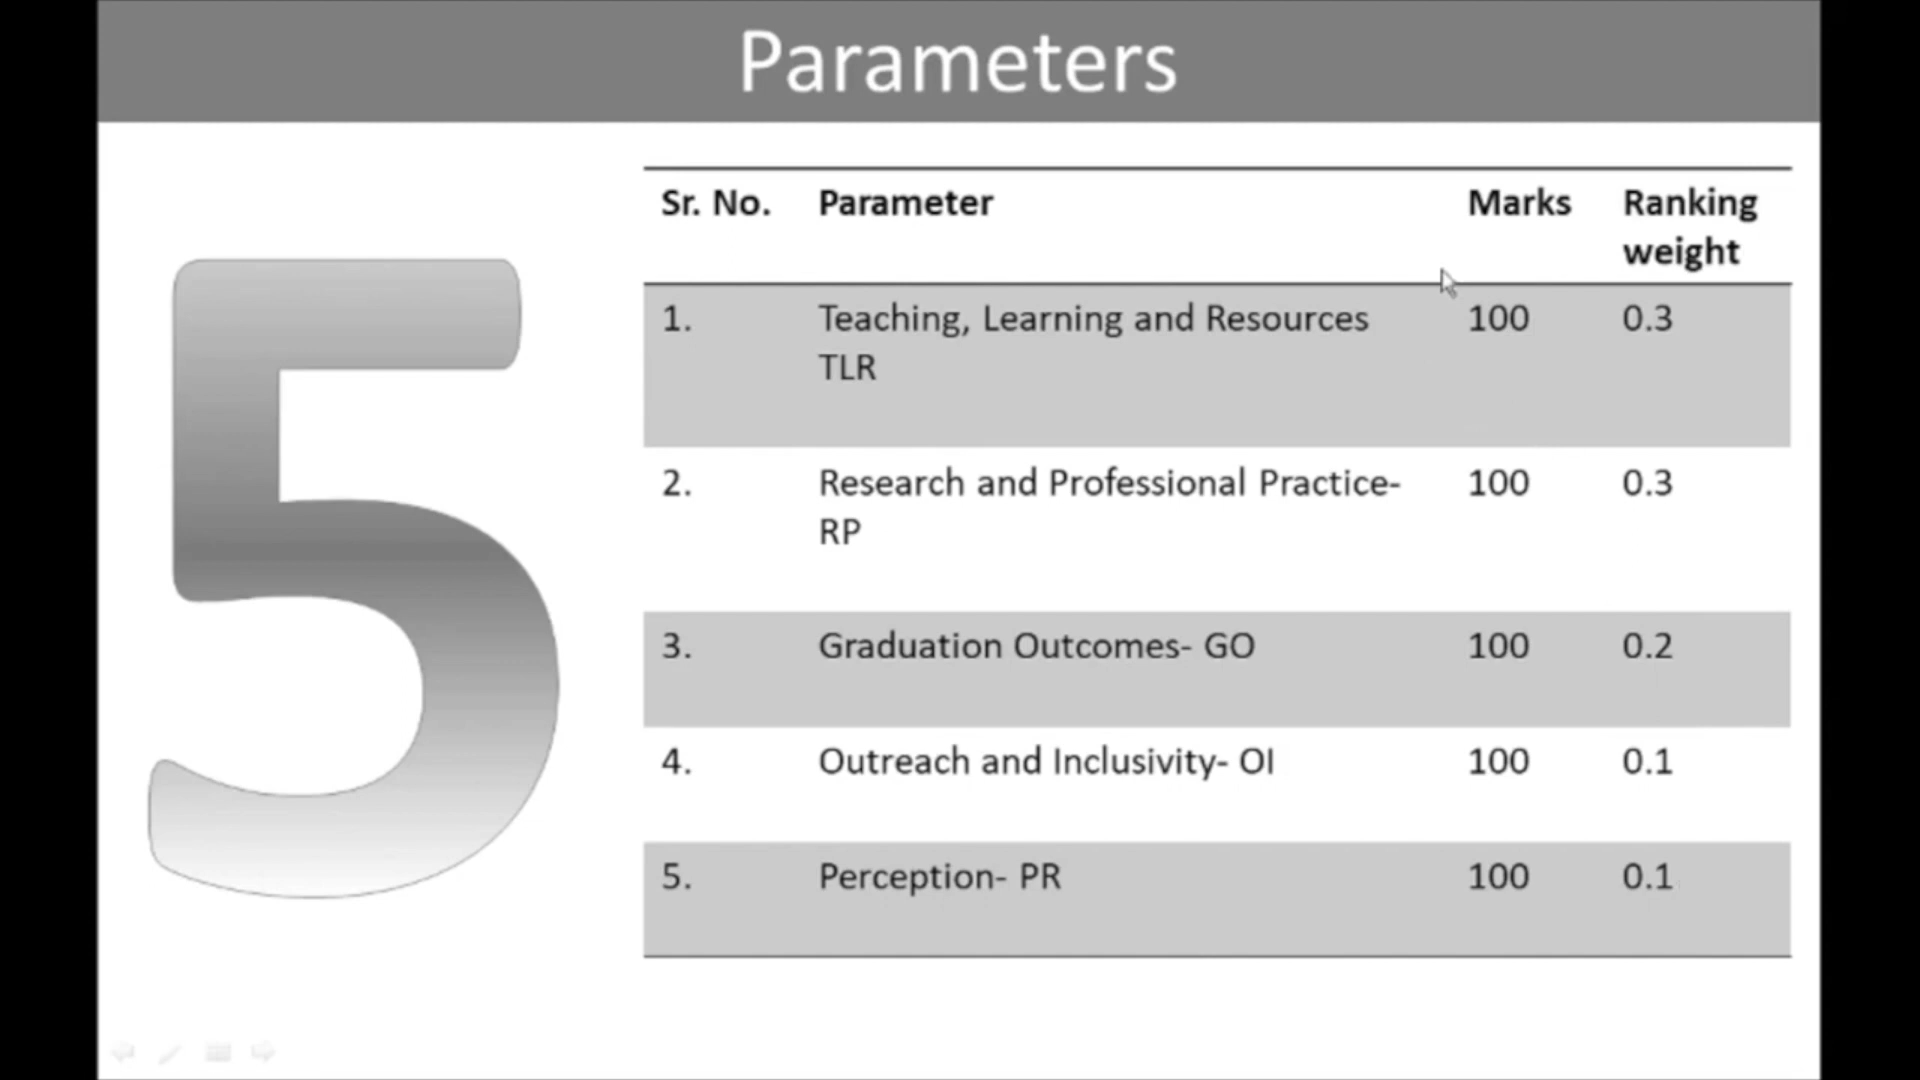 Parameters
5
Sr. No. Parameter Marks Ranking
weight
1. Teaching, Learning and Resources 100 0.3
TLR
2. Research and Professional Practice- 100 0.3
RP
3. Graduation Outcomes- GO 100 0.2
4. Outreach and Inclusivity- OI 100 0.1
5. Perception- PR 100 0.1